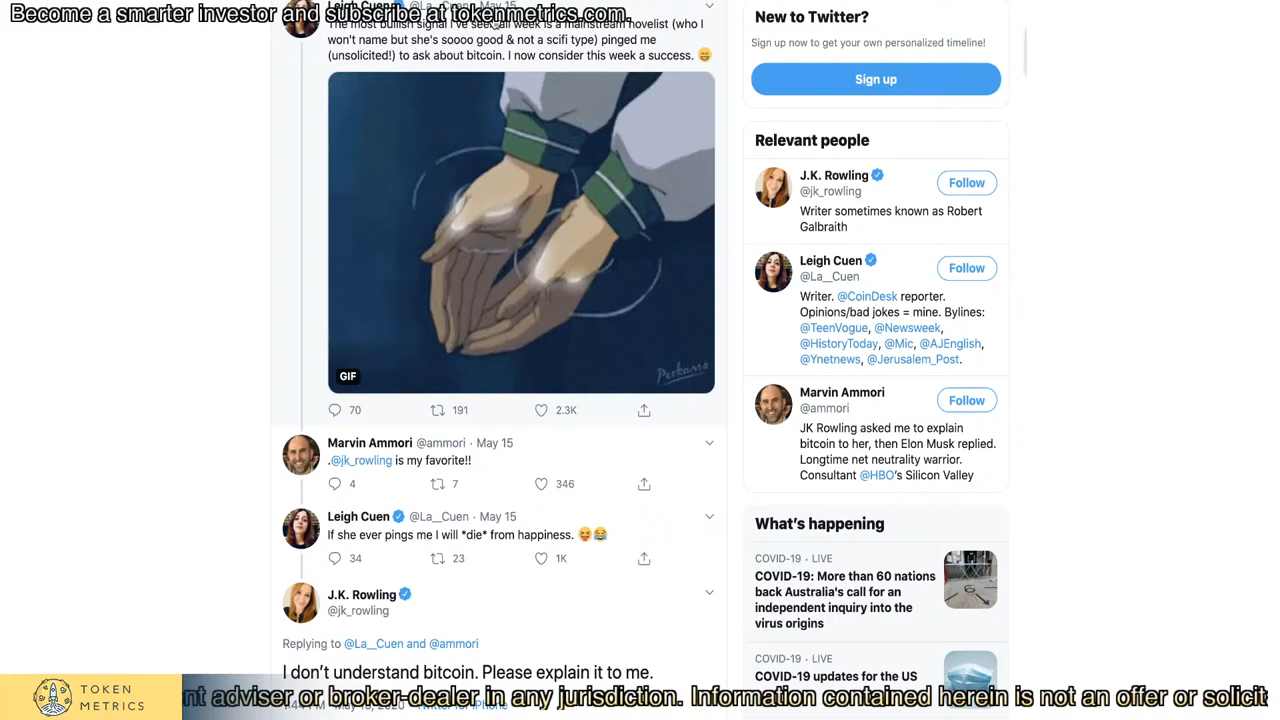 Become a smarter investor and subscribe at tokenmetrics.com.
Leigh Cuen @La__Cuen · May 15
The most bullish signal I've seen all week is a mainstream novelist (who I
won't name but she's soooo good & not a scifi type) pinged me
(unsolicited!) to ask about bitcoin. I now consider this week a success. 😁
Perkasso
GIF
70 191 2.3K
Marvin Ammori @ammori · May 15
.@jk_rowling is my favorite!!
4 7 346
Leigh Cuen @La__Cuen · May 15
If she ever pings me I will *die* from happiness. 😝😂
34 23 1K
J.K. Rowling
@jk_rowling
Replying to @La__Cuen and @ammori
I don't understand bitcoin. Please explain it to me.
New to Twitter?
Sign up now to get your own personalized timeline!
Sign up
Relevant people
J.K. Rowling
@jk_rowling
Follow
Writer sometimes known as Robert
Galbraith
Leigh Cuen
@La__Cuen
Follow
Writer. @CoinDesk reporter.
Opinions/bad jokes = mine. Bylines:
@TeenVogue, @Newsweek,
@HistoryToday, @Mic, @AJEnglish,
@Ynetnews, @Jerusalem_Post.
Marvin Ammori
@ammori
Follow
JK Rowling asked me to explain
bitcoin to her, then Elon Musk replied.
Longtime net neutrality warrior.
Consultant @HBO's Silicon Valley
What's happening
COVID-19 · LIVE
COVID-19: More than 60 nations
back Australia's call for an
independent inquiry into the
virus origins
COVID-19 · LIVE
COVID-19 updates for the US
TOKEN
METRICS
adviser or broker-dealer in any jurisdiction. Information contained herein is not an offer or